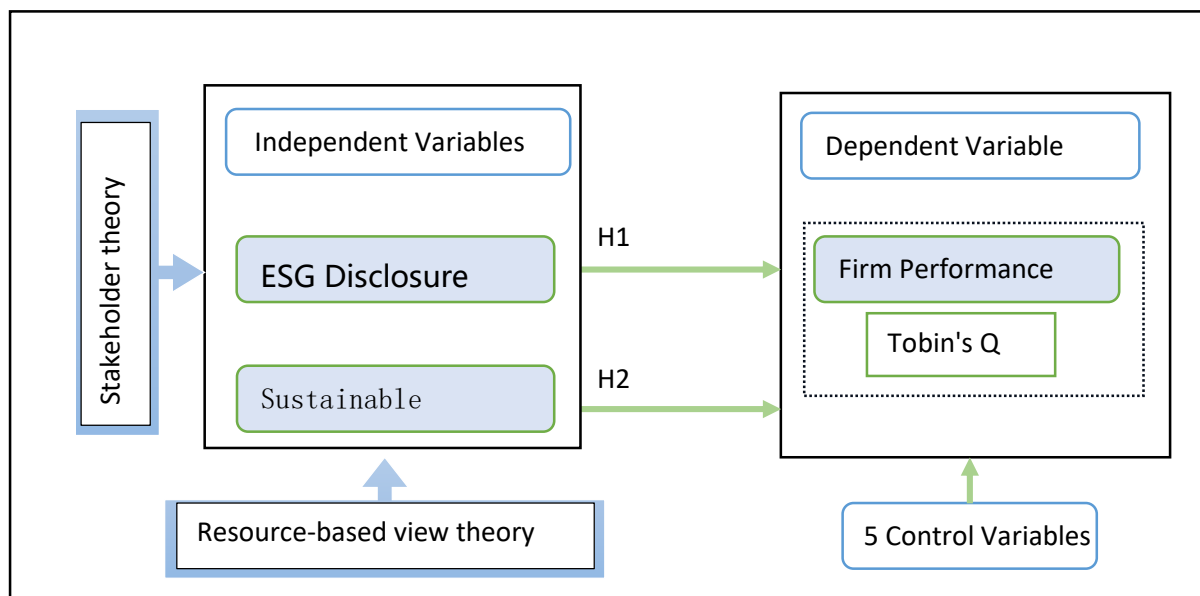 Stakeholder theory
Independent Variables
ESG Disclosure
Sustainable
Resource-based view theory
H1
H2
Dependent Variable
Firm Performance
Tobin's Q
5 Control Variables